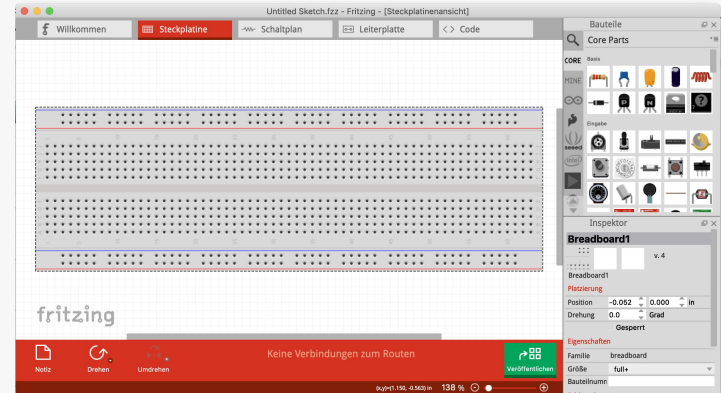 Untitled Sketch.fzz - Fritzing - [Steckplatinenansicht]
Willkommen
Steckplatine
Schaltplan
Leiterplatte
<> Code
Bauteile
Core Parts
CORE
Basis
MINE
Eingabe
seeed
intel
Inspektor
Breadboard1
v. 4
Breadboard1
Platzierung
Position -0.052 0.000 in
Drehung 0.0 Grad
Gesperrt
Eigenschaften
Familie breadboard
Größe full+
Bauteilnumn
fritzing
Keine Verbindungen zum Routen
Notiz
Drehen
Umdrehen
Veröffentlichen
(x,y)=(1.150, -0.563) in 138 %